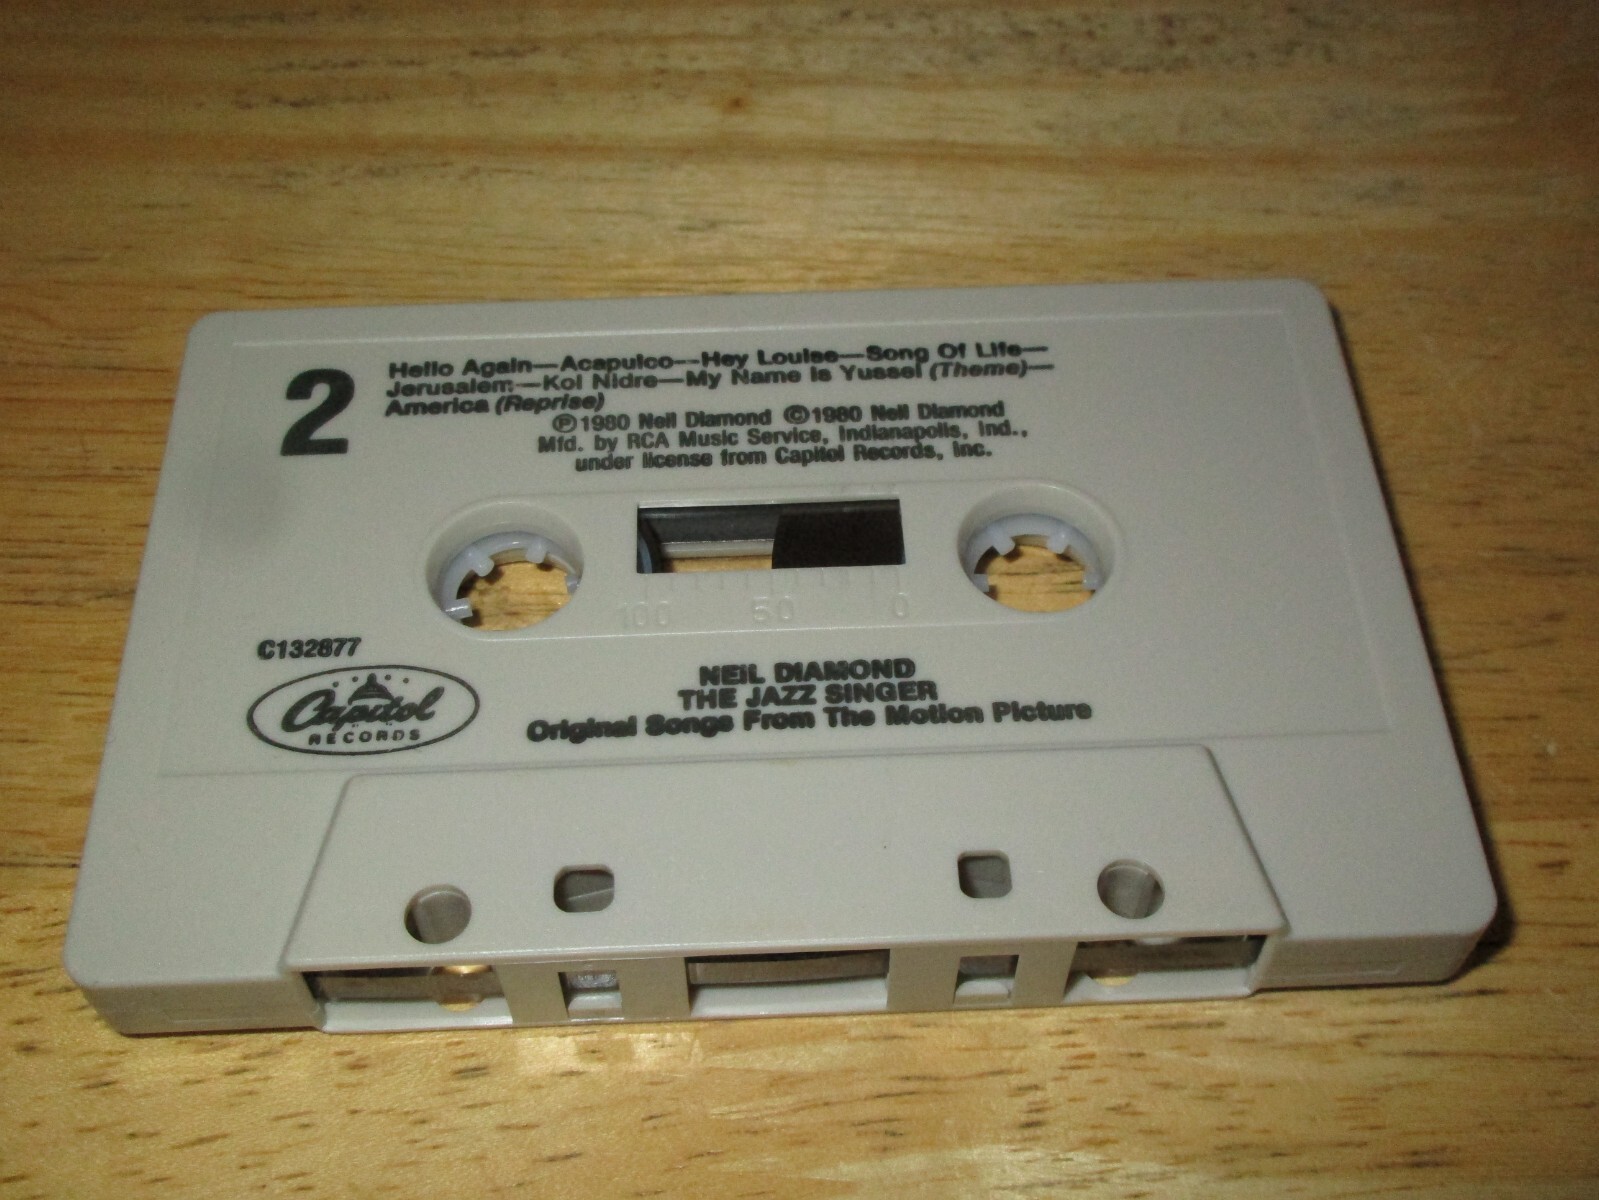 2
Hello Again—Acapulco—Hey Louise—Song Of Life—
Jerusalem—Kol Nidre—My Name Is Yussel (Theme)—
America (Reprise)
Ⓟ1980 Neil Diamond ©1980 Neil Diamond
Mfd. by RCA Music Service, Indianapolis, Ind.,
under license from Capitol Records, Inc.
100 50 0
C132877
Capitol
RECORDS
NEIL DIAMOND
THE JAZZ SINGER
Original Songs From The Motion Picture